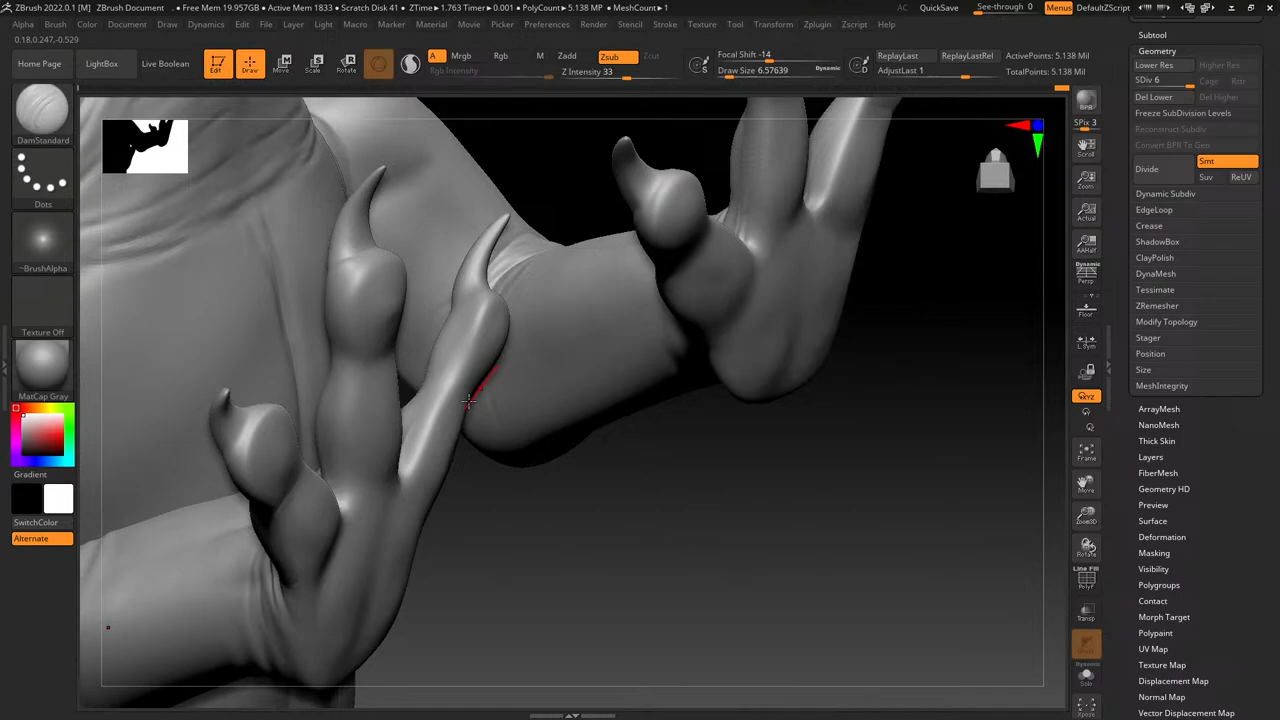 ZBrush 2022.0.1 [M] ZBrush Document . • Free Mem 19.957GB • Active Mem 1833 • Scratch Disk 41 • ZTime▸1.763 Timer▸0.001 • PolyCount▸5.138 MP • MeshCount▸1 AC QuickSave See-through 0 Menus DefaultZScript
Alpha Brush Color Document Draw Dynamics Edit File Layer Light Macro Marker Material Movie Picker Preferences Render Stencil Stroke Texture Tool Transform Zplugin Zscript Help
0.18,0.247,-0.529
Home Page LightBox Live Boolean Edit Draw Move Scale Rotate
A Mrgb Rgb M Zadd Zsub Zcut
Rgb Intensity Z Intensity 33
Focal Shift -14
Draw Size 6.57639 Dynamic
S D
ReplayLast ReplayLastRel ActivePoints: 5.138 Mil
AdjustLast 1 TotalPoints: 5.138 Mil
DamStandard
Dots
~BrushAlpha
Texture Off
MatCap Gray
Gradient
SwitchColor
Alternate
BPR
SPix 3
Scroll
Zoom
Actual
AAHalf
Dynamic
Persp
Floor
L.Sym
XYZ
Frame
Move
Zoom3D
Rotate
Line Fill
PolyF
Transp
Dynamic
Solo
Xpose
Subtool
Geometry
Lower Res Higher Res
SDiv 6 Cage Rstr
Del Lower Del Higher
Freeze SubDivision Levels
Reconstruct Subdiv
Convert BPR To Geo
Divide Smt
Suv ReUV
Dynamic Subdiv
EdgeLoop
Crease
ShadowBox
ClayPolish
DynaMesh
Tessimate
ZRemesher
Modify Topology
Stager
Position
Size
MeshIntegrity
ArrayMesh
NanoMesh
Thick Skin
Layers
FiberMesh
Geometry HD
Preview
Surface
Deformation
Masking
Visibility
Polygroups
Contact
Morph Target
Polypaint
UV Map
Texture Map
Displacement Map
Normal Map
Vector Displacement Map